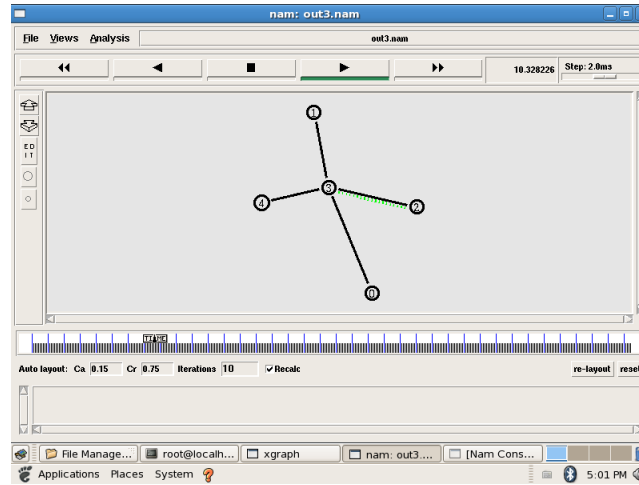 nam: out3.nam
File Views Analysis out3.nam
10.328226 Step: 2.0ms
ED
IT
1
3
4
2
0
TIME
Auto layout: Ca 0.15 Cr 0.75 Iterations 10 Recalc re-layout reset
File Manage... root@localh... xgraph nam: out3.... [Nam Cons...
Applications Places System 5:01 PM